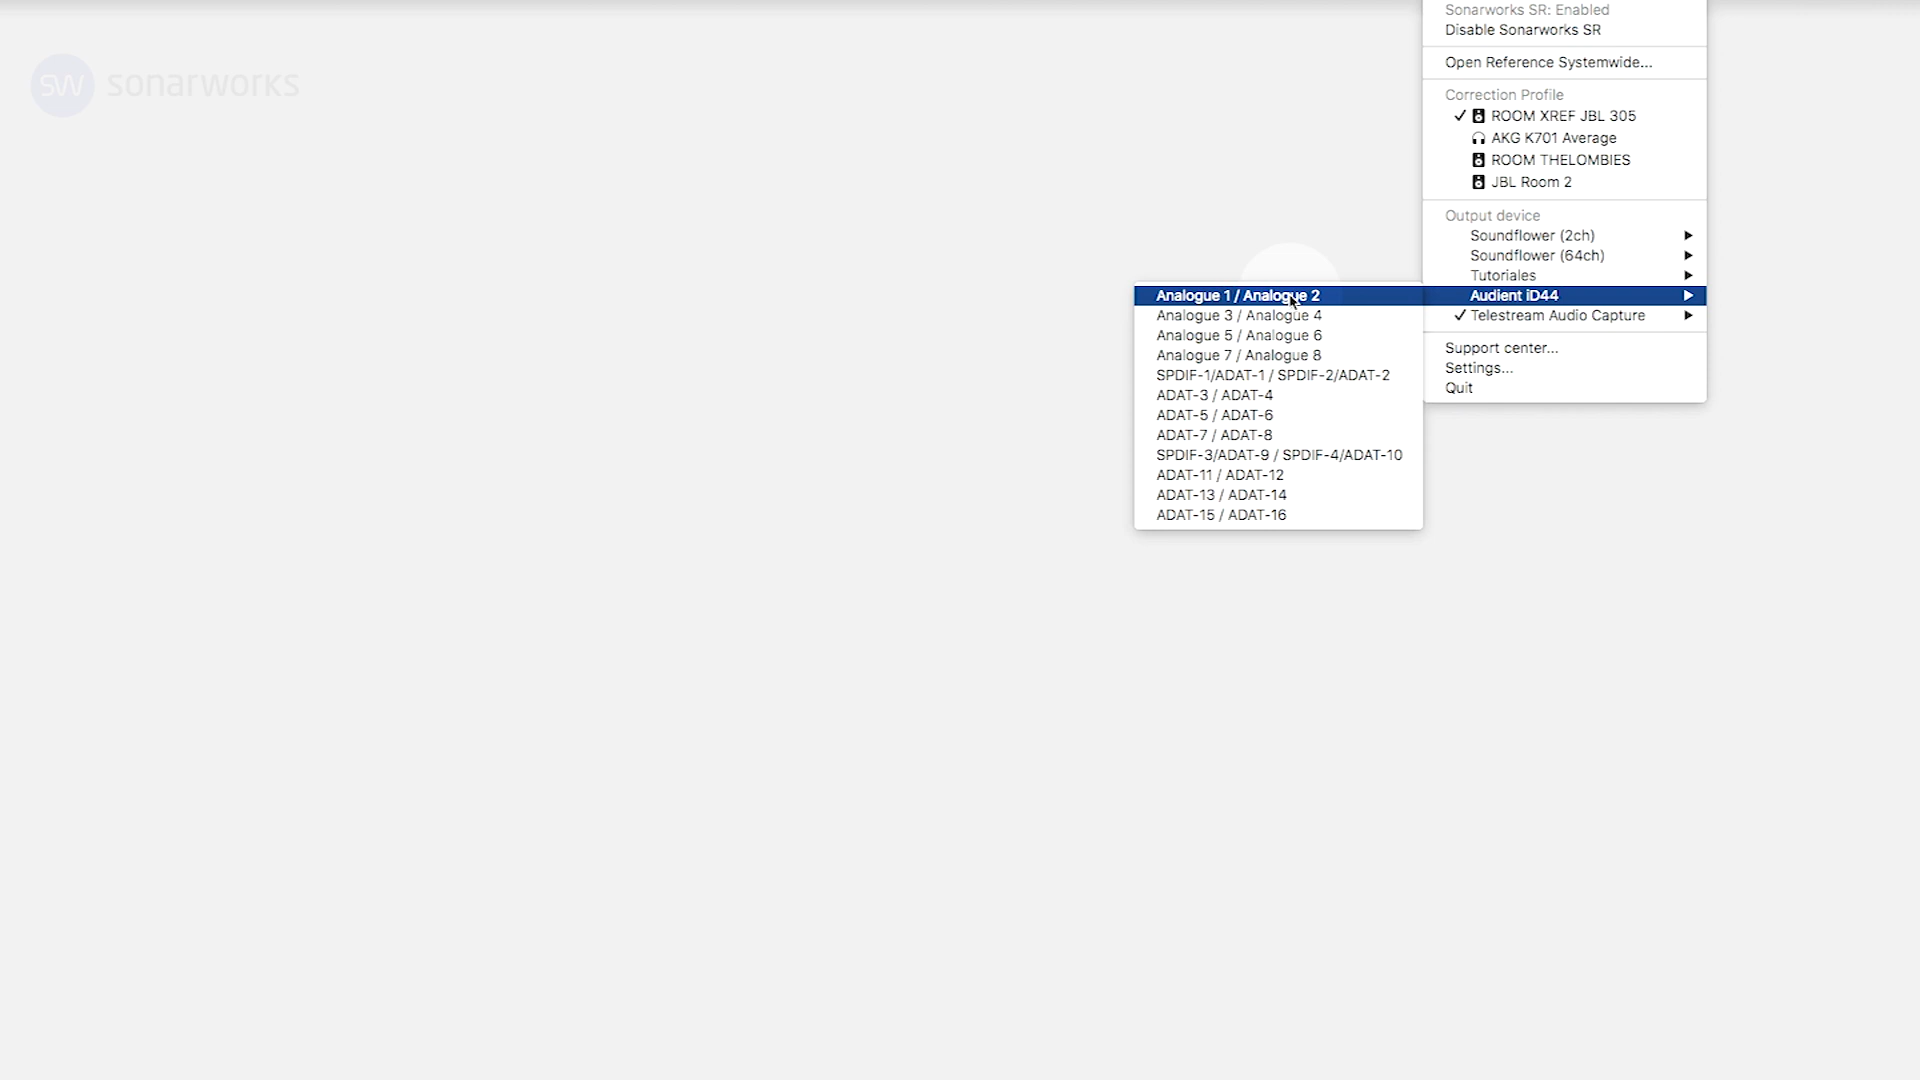 Sonarworks SR: Enabled
Disable Sonarworks SR
Open Reference Systemwide...
Correction Profile
✓ ROOM XREF JBL 305
AKG K701 Average
ROOM THELOMBIES
JBL Room 2
Output device
Soundflower (2ch)
Soundflower (64ch)
Tutoriales
Audient iD44
✓ Telestream Audio Capture
Support center...
Settings...
Quit
Analogue 1 / Analogue 2
Analogue 3 / Analogue 4
Analogue 5 / Analogue 6
Analogue 7 / Analogue 8
SPDIF-1/ADAT-1 / SPDIF-2/ADAT-2
ADAT-3 / ADAT-4
ADAT-5 / ADAT-6
ADAT-7 / ADAT-8
SPDIF-3/ADAT-9 / SPDIF-4/ADAT-10
ADAT-11 / ADAT-12
ADAT-13 / ADAT-14
ADAT-15 / ADAT-16
SW sonarworks